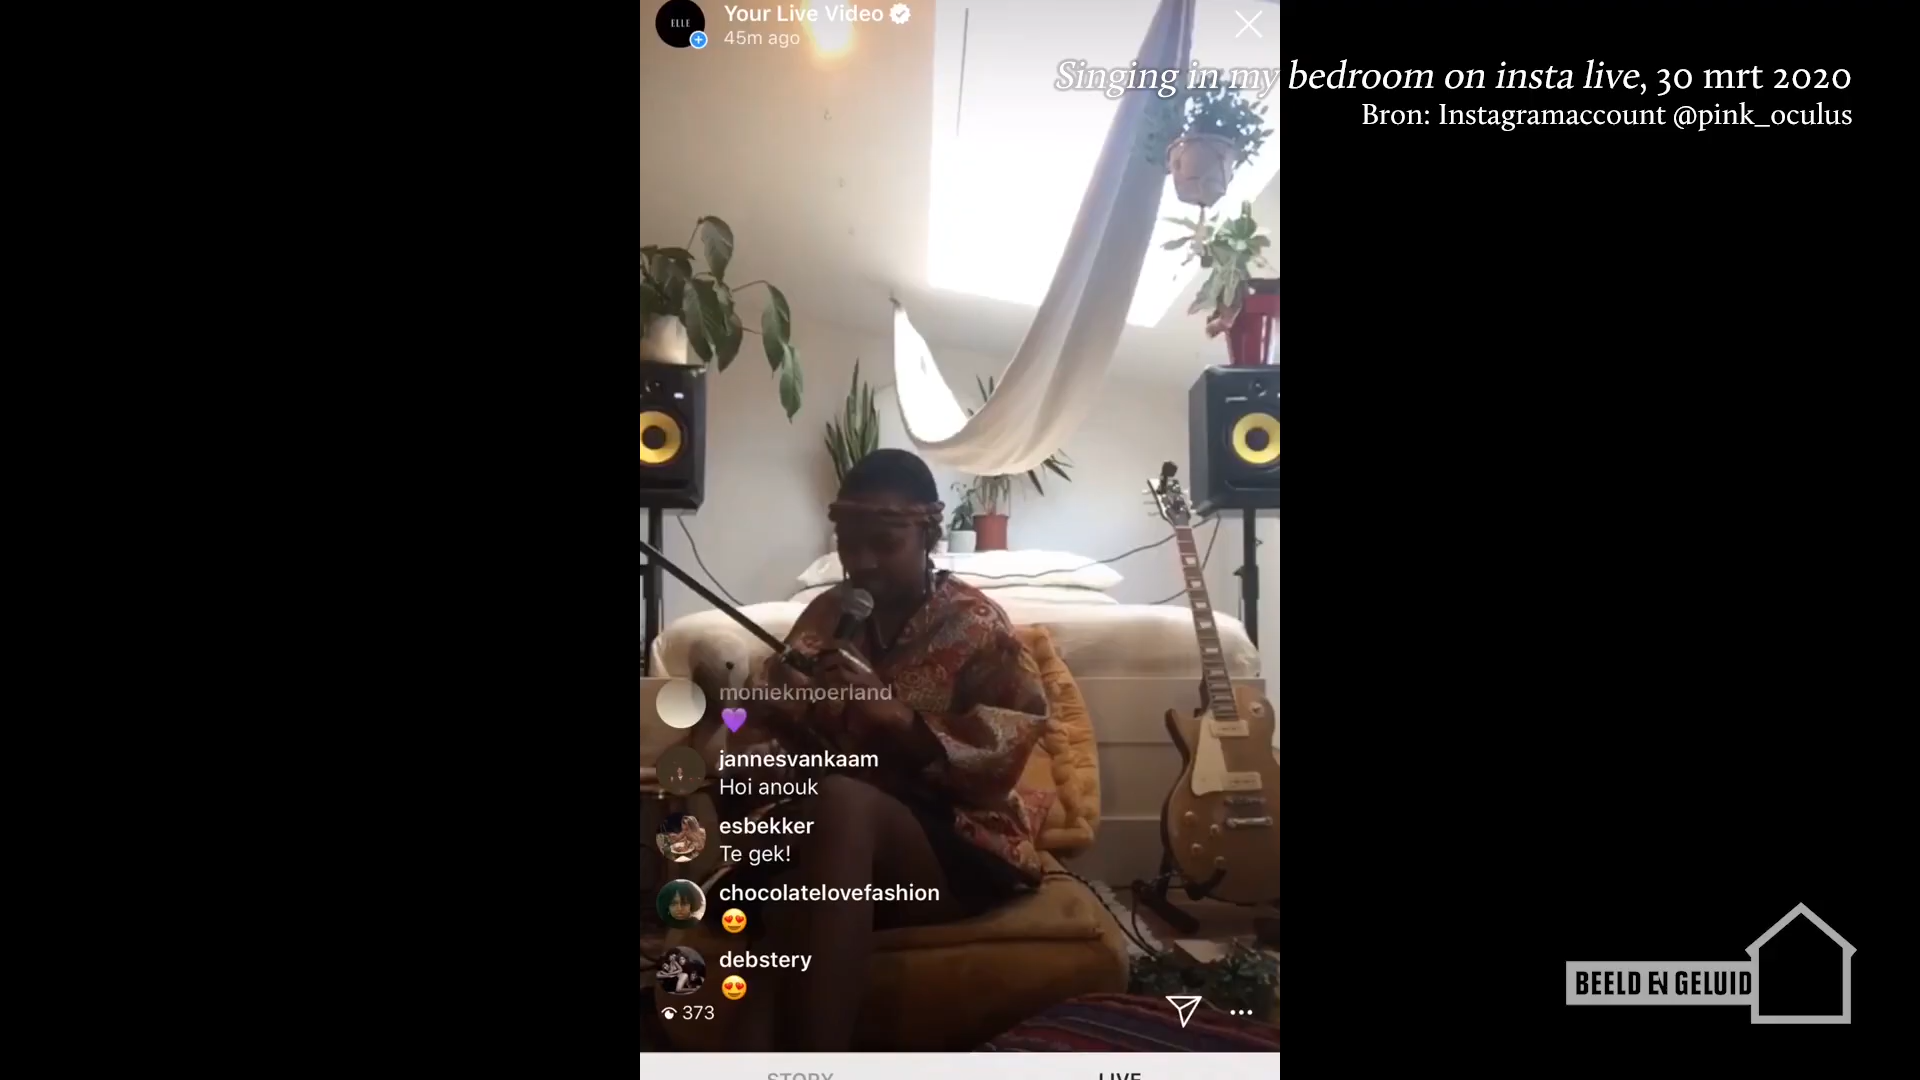 ELLE
Your Live Video
45m ago
Singing in my bedroom on insta live, 30 mrt 2020
Bron: Instagramaccount @pink_oculus
moniekmoerland
💜
jannesvankaam
Hoi anouk
esbekker
Te gek!
chocolatelovefashion
😍
debstery
😍
373
BEELD EN GELUID
STORY
LIVE